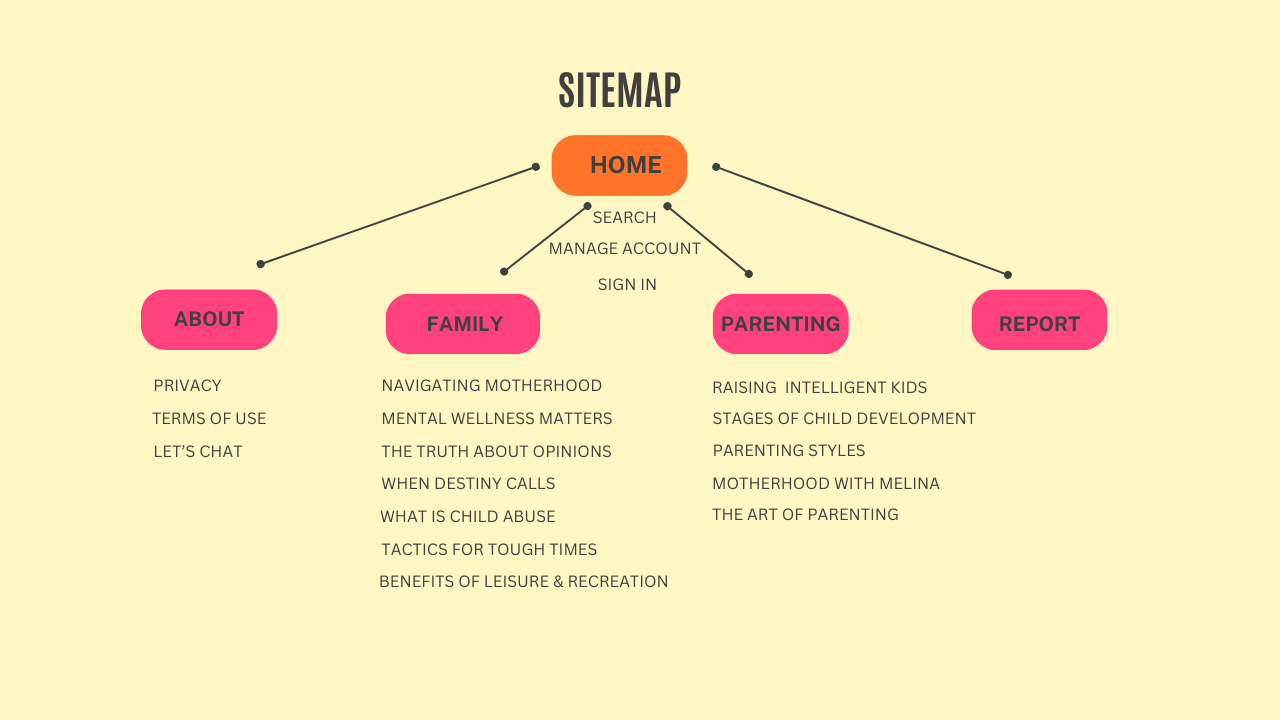 SITEMAP
HOME
SEARCH
MANAGE ACCOUNT
SIGN IN
ABOUT
PRIVACY
TERMS OF USE
LET’S CHAT
FAMILY
NAVIGATING MOTHERHOOD
MENTAL WELLNESS MATTERS
THE TRUTH ABOUT OPINIONS
WHEN DESTINY CALLS
WHAT IS CHILD ABUSE
TACTICS FOR TOUGH TIMES
BENEFITS OF LEISURE & RECREATION
PARENTING
RAISING  INTELLIGENT KIDS
STAGES OF CHILD DEVELOPMENT
PARENTING STYLES
MOTHERHOOD WITH MELINA
THE ART OF PARENTING
REPORT